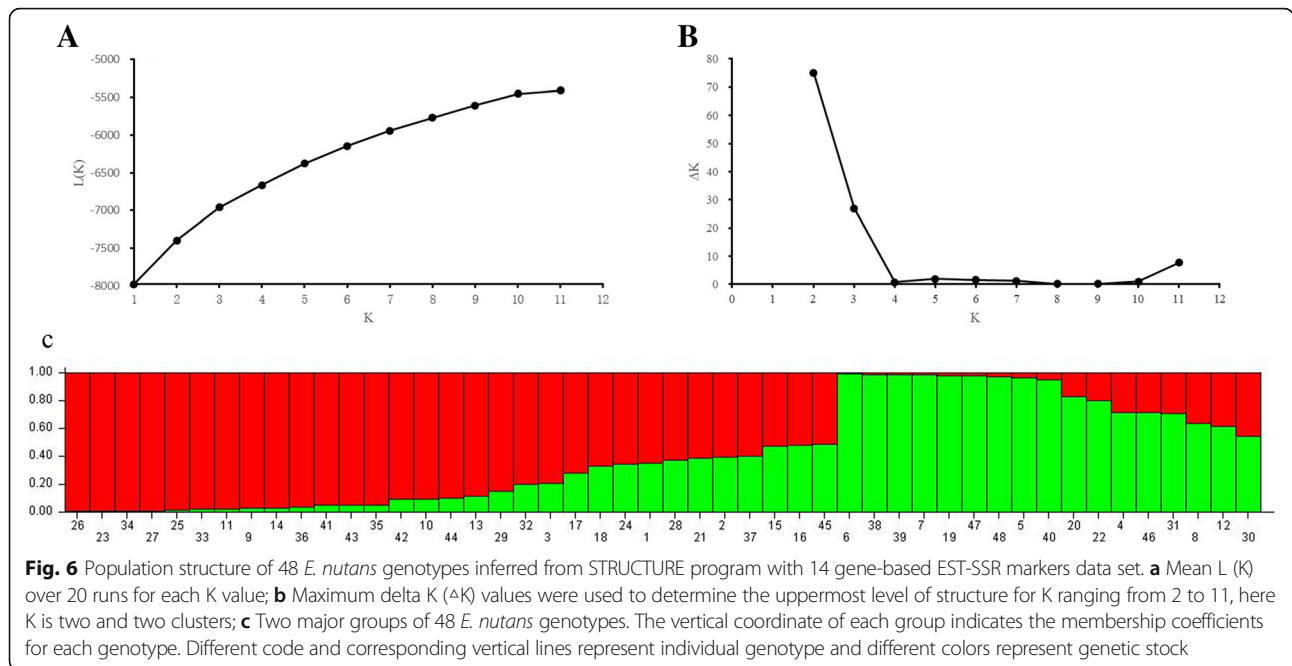 A
-5000
-5500
-6000
-6500
-7000
-7500
-8000
L(K)
1 2 3 4 5 6 7 8 9 10 11 12
K
B
80
70
60
50
40
30
20
10
0
ΔK
0 1 2 3 4 5 6 7 8 9 10 11 12
K
c
1.00
0.80
0.60
0.40
0.20
0.00
26 34 25 11 14 41 35 10 13 32 17 24 28 2 15 45 38 7 47 5 20 4 31 12
23 27 33 9 36 43 42 44 29 3 18 1 21 37 16 6 39 19 48 40 22 46 8 30
Fig. 6 Population structure of 48 E. nutans genotypes inferred from STRUCTURE program with 14 gene-based EST-SSR markers data set. a Mean L (K)
over 20 runs for each K value; b Maximum delta K (△K) values were used to determine the uppermost level of structure for K ranging from 2 to 11, here
K is two and two clusters; c Two major groups of 48 E. nutans genotypes. The vertical coordinate of each group indicates the membership coefficients
for each genotype. Different code and corresponding vertical lines represent individual genotype and different colors represent genetic stock